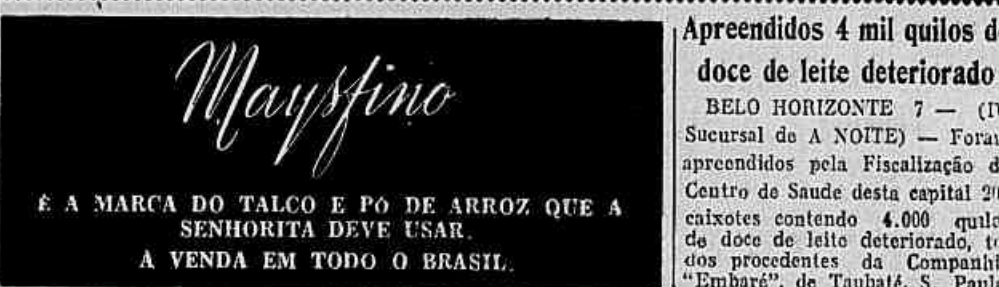 Maysfino
É A MARCA DO TALCO E PÓ DE ARROZ QUE A
SENHORITA DEVE USAR.
À VENDA EM TODO O BRASIL.
Apreendidos 4 mil quilos
doce de leite deteriorado
BELO HORIZONTE 7 —
Sucursal de A NOITE) —
apreendidos pela Fiscalização
Centro de Saude desta capital
caixotes contendo 4.000
de doce de leite deteriorado,
dos procedentes da
"Embaré", de Taubaté, S.